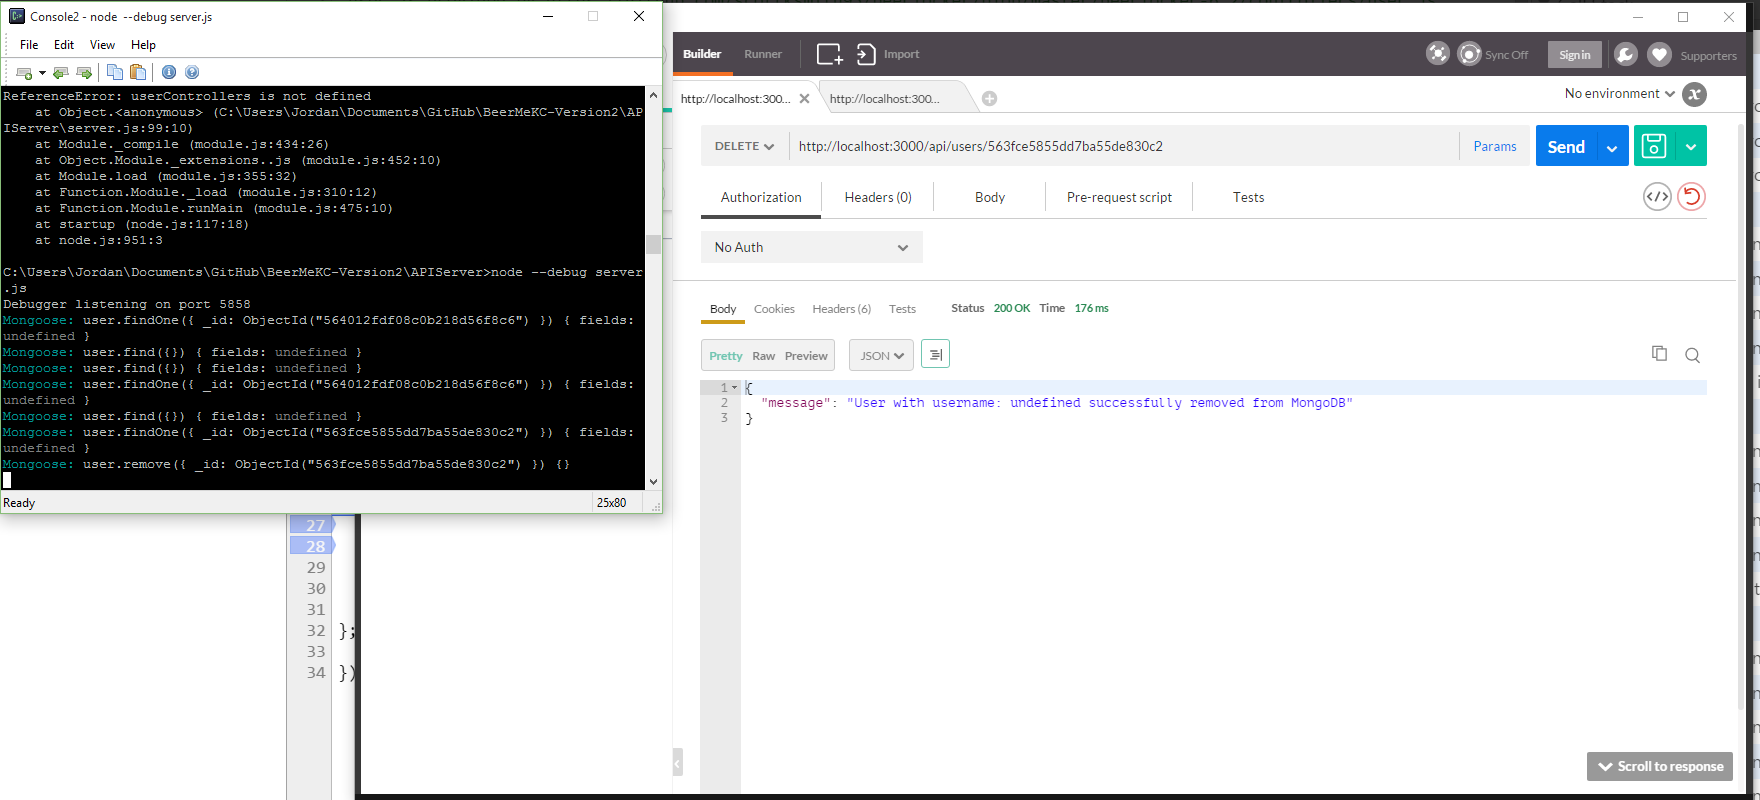 Console2 - node  --debug server.js
File Edit View Help
ReferenceError: userControllers is not defined
    at Object.<anonymous> (C:\Users\Jordan\Documents\GitHub\BeerMeKC-Version2\AP
IServer\server.js:99:10)
    at Module._compile (module.js:434:26)
    at Object.Module._extensions..js (module.js:452:10)
    at Module.load (module.js:355:32)
    at Function.Module._load (module.js:310:12)
    at Function.Module.runMain (module.js:475:10)
    at startup (node.js:117:18)
    at node.js:951:3
C:\Users\Jordan\Documents\GitHub\BeerMeKC-Version2\APIServer>node --debug server
.js
Debugger listening on port 5858
Mongoose: user.findOne({ _id: ObjectId("564012fdf08c0b218d56f8c6") }) { fields:
undefined }
Mongoose: user.find({}) { fields: undefined }
Mongoose: user.find({}) { fields: undefined }
Mongoose: user.findOne({ _id: ObjectId("564012fdf08c0b218d56f8c6") }) { fields:
undefined }
Mongoose: user.find({}) { fields: undefined }
Mongoose: user.findOne({ _id: ObjectId("563fce5855dd7ba55de830c2") }) { fields:
undefined }
Mongoose: user.remove({ _id: ObjectId("563fce5855dd7ba55de830c2") }) {}
Ready 25x80
27
28
29
30
31
32 };
33
34 })
Builder Runner Import Sync Off Sign in Supporters
http://localhost:300... http://localhost:300... No environment
DELETE http://localhost:3000/api/users/563fce5855dd7ba55de830c2 Params Send
Authorization Headers (0) Body Pre-request script Tests
No Auth
Body Cookies Headers (6) Tests Status 200 OK Time 176 ms
Pretty Raw Preview JSON
1 {
2 "message": "User with username: undefined successfully removed from MongoDB"
3 }
Scroll to response